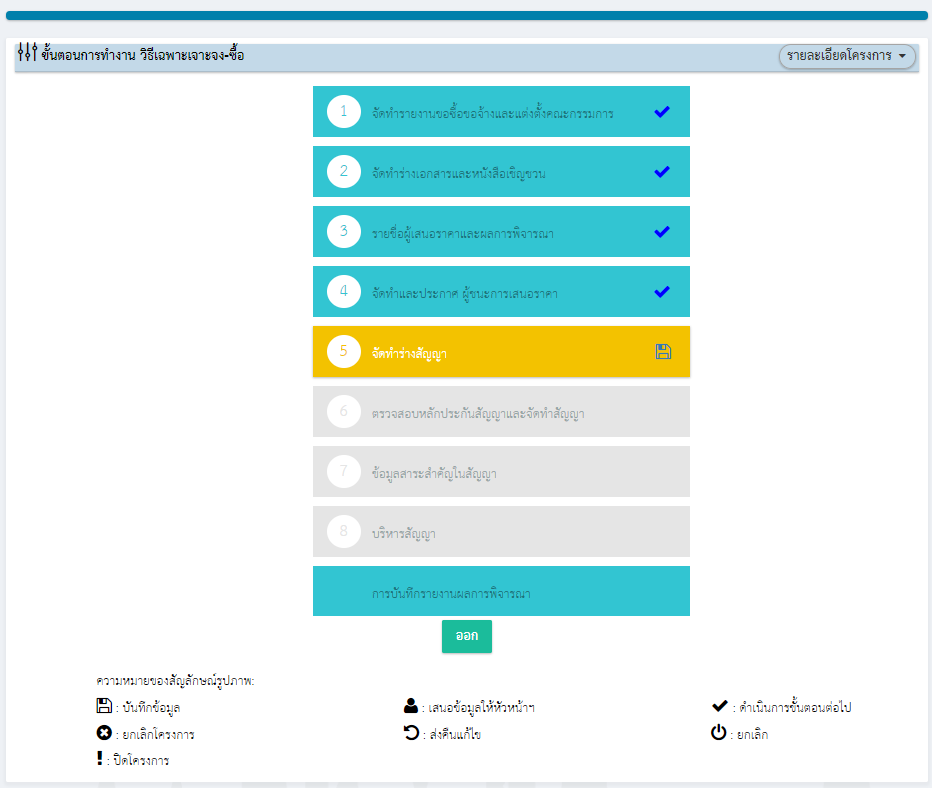 ขั้นตอนการทำงาน วิธีเฉพาะเจาะจง-ซื้อ
รายละเอียดโครงการ
1 จัดทำรายงานขอซื้อขอจ้างและแต่งตั้งคณะกรรมการ
2 จัดทำร่างเอกสารและหนังสือเชิญชวน
3 รายชื่อผู้เสนอราคาและผลการพิจารณา
4 จัดทำและประกาศ ผู้ชนะการเสนอราคา
5 จัดทำร่างสัญญา
6 ตรวจสอบหลักประกันสัญญาและจัดทำสัญญา
7 ข้อมูลสาระสำคัญในสัญญา
8 บริหารสัญญา
การบันทึกรายงานผลการพิจารณา
ออก
ความหมายของสัญลักษณ์รูปภาพ:
: บันทึกข้อมูล : เสนอข้อมูลให้หัวหน้าฯ : ดำเนินการขั้นตอนต่อไป
: ยกเลิกโครงการ : ส่งคืนแก้ไข : ยกเลิก
: ปิดโครงการ